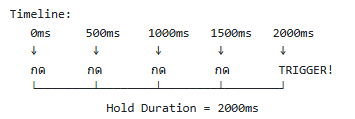 Timeline:
0ms 500ms 1000ms 1500ms 2000ms
↓ ↓ ↓ ↓ ↓
กด กด กด กด TRIGGER!
Hold Duration = 2000ms